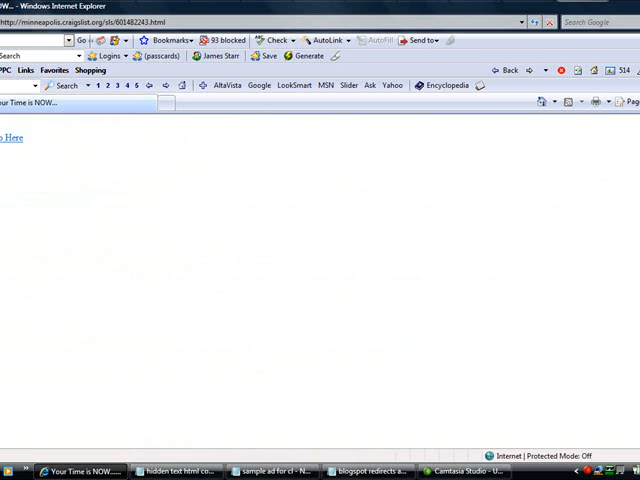 OW... - Windows Internet Explorer
http://minneapolis.craigslist.org/sls/601482243.html Search Google
Go Bookmarks 93 blocked Check AutoLink AutoFill Send to
Search Logins (passcards) James Starr Save Generate
PPC Links Favorites Shopping Back 514
Search 1 2 3 4 5 AltaVista Google LookSmart MSN Slider Ask Yahoo Encyclopedia
our Time is NOW... Pag
o Here
Internet | Protected Mode: Off
Your Time is NOW...... hidden text html co... sample ad for cl - N... blogspot redirects a... Camtasia Studio - U...